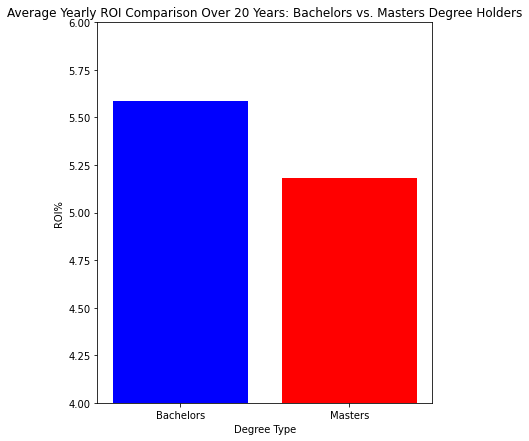 Average Yearly ROI Comparison Over 20 Years: Bachelors vs. Masters Degree Holders
6.00
5.75
5.50
5.25
5.00
4.75
4.50
4.25
4.00
ROI%
Bachelors
Masters
Degree Type